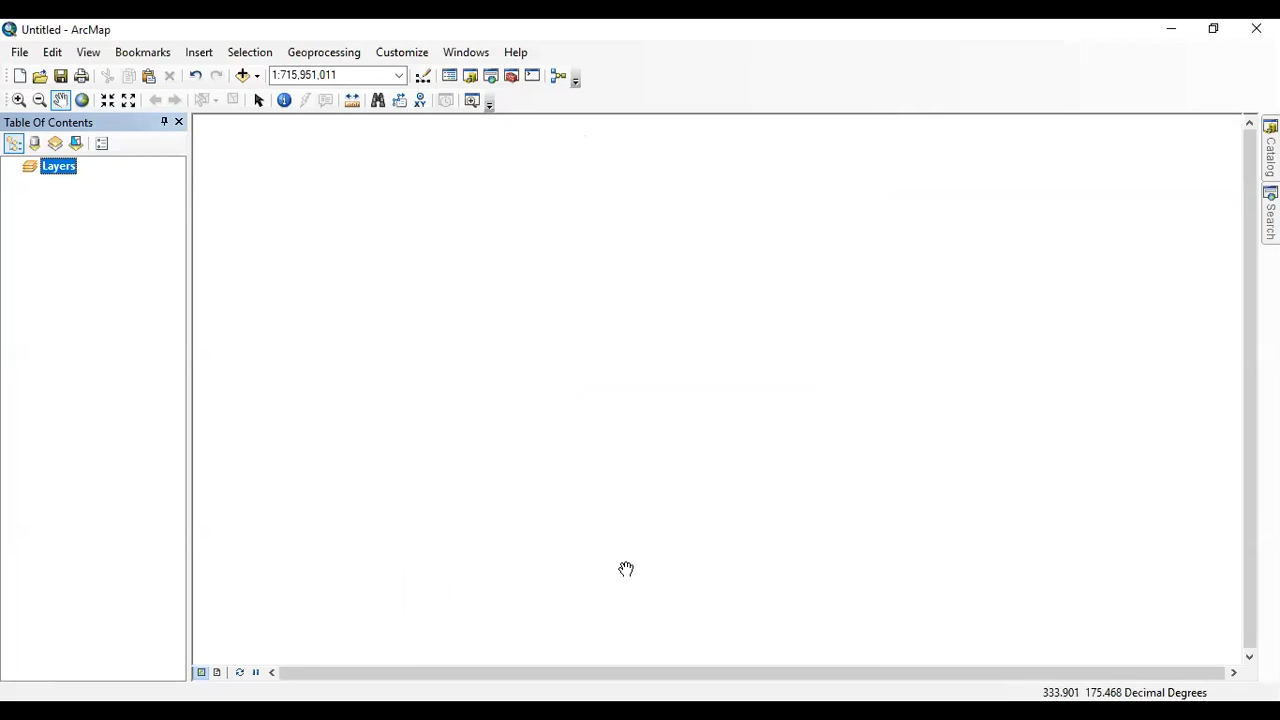 Untitled - ArcMap
File Edit View Bookmarks Insert Selection Geoprocessing Customize Windows Help
1:715,951,011
Table Of Contents
Layers
Catalog
Search
333.901 175.468 Decimal Degrees